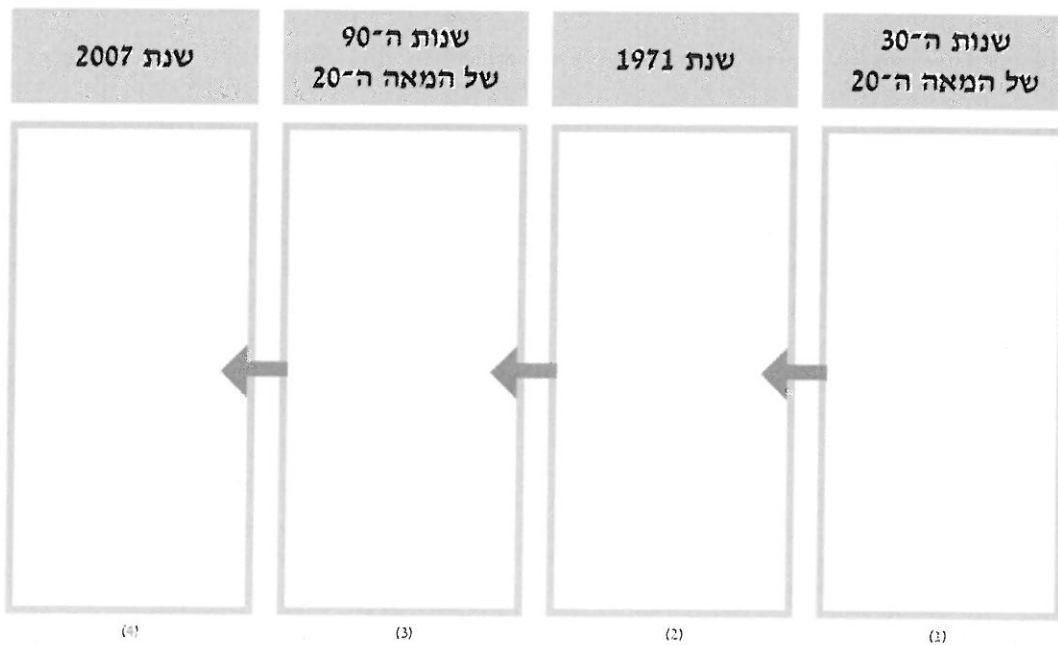 שנות ה־30
של המאה ה־20
שנת 1971
שנות ה־90
של המאה ה־20
שנת 2007
(1)
(2)
(3)
(4)